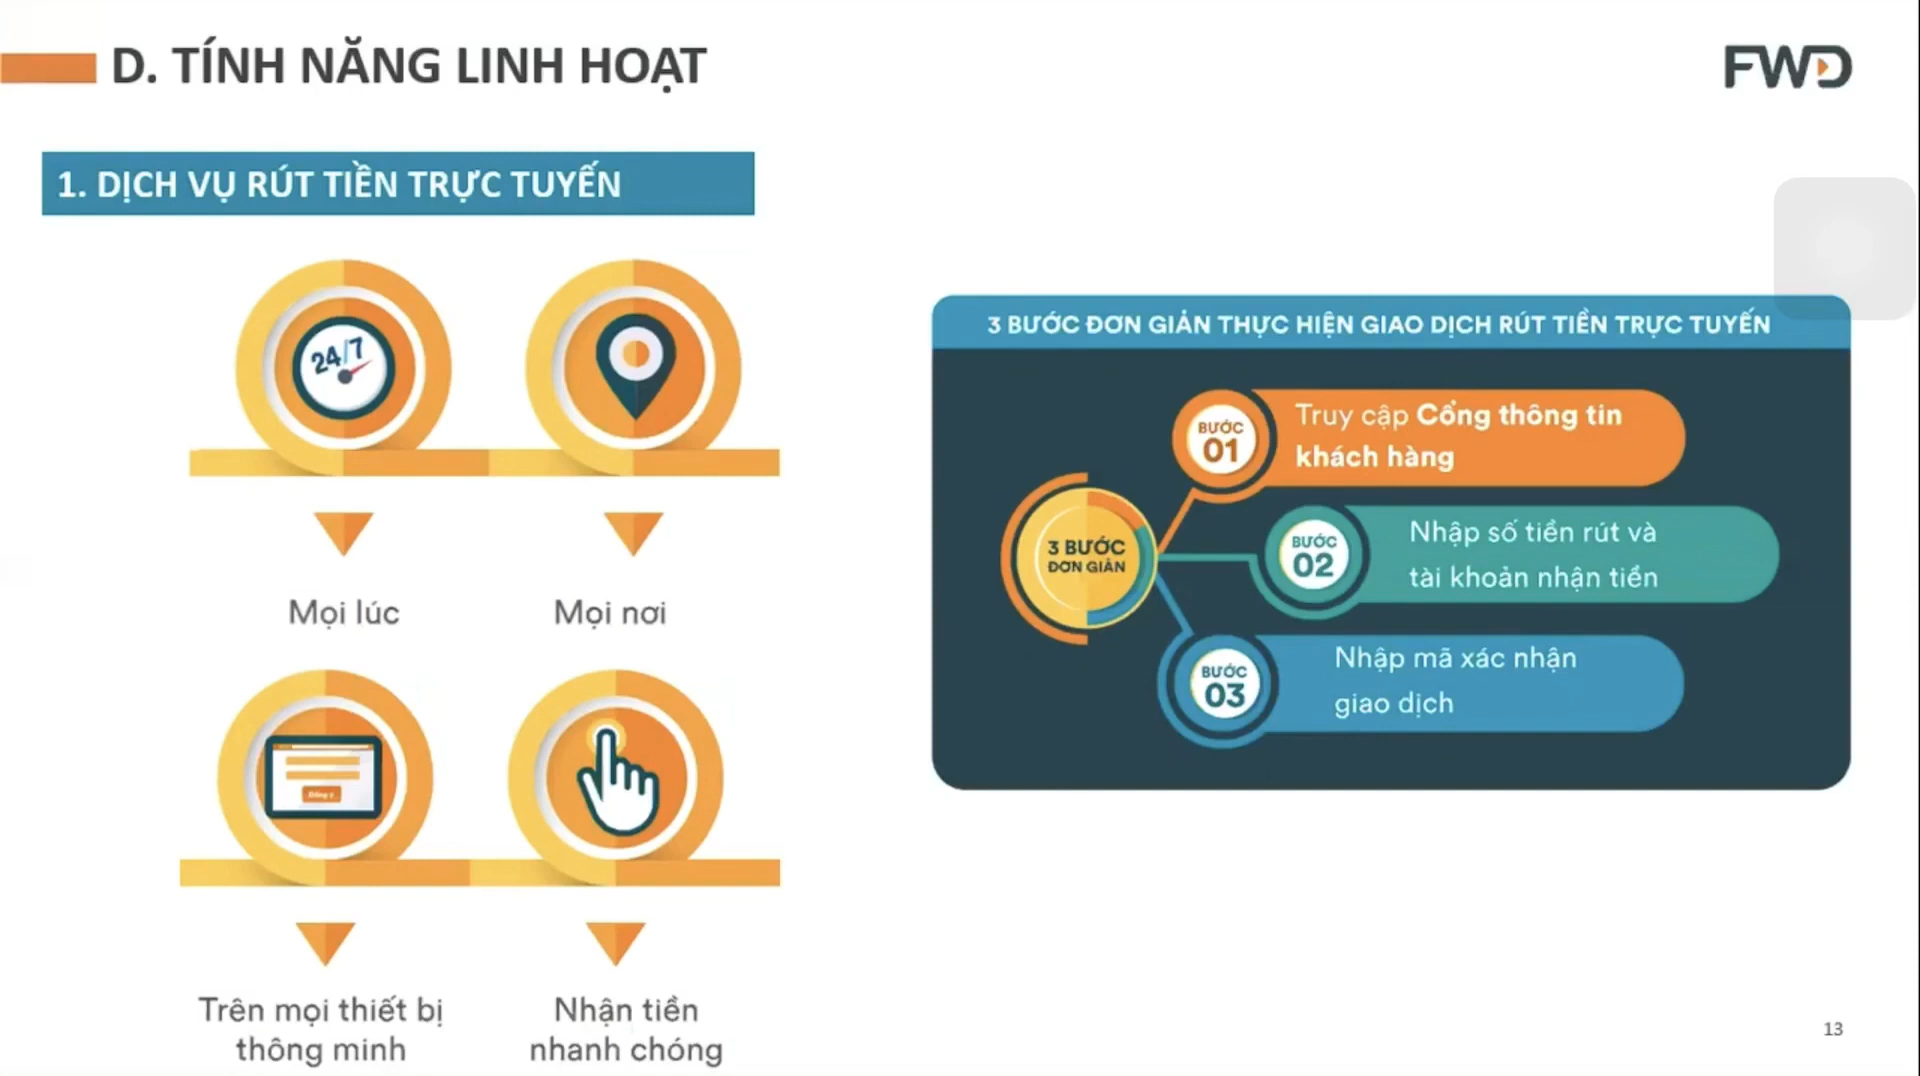 D. TÍNH NĂNG LINH HOẠT
FWD
1. DỊCH VỤ RÚT TIỀN TRỰC TUYẾN
24/7
Mọi lúc
Mọi nơi
Trên mọi thiết bị
thông minh
Nhận tiền
nhanh chóng
3 BƯỚC ĐƠN GIẢN THỰC HIỆN GIAO DỊCH RÚT TIỀN TRỰC TUYẾN
3 BƯỚC
ĐƠN GIẢN
BƯỚC
01
Truy cập Cổng thông tin
khách hàng
BƯỚC
02
Nhập số tiền rút và
tài khoản nhận tiền
BƯỚC
03
Nhập mã xác nhận
giao dịch
13